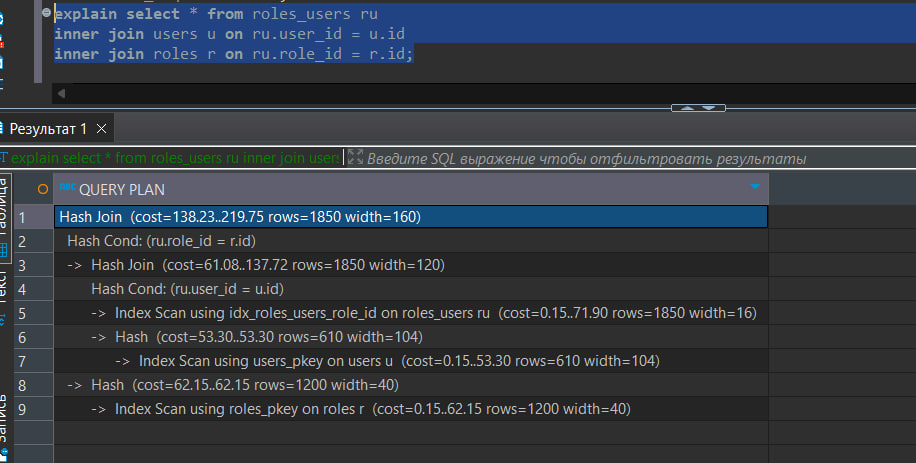 explain select * from roles_users ru
inner join users u on ru.user_id = u.id
inner join roles r on ru.role_id = r.id;
Результат 1
explain select * from roles_users ru inner join users
Введите SQL выражение чтобы отфильтровать результаты
Таблица
QUERY PLAN
1 Hash Join (cost=138.23..219.75 rows=1850 width=160)
2 Hash Cond: (ru.role_id = r.id)
3 -> Hash Join (cost=61.08..137.72 rows=1850 width=120)
Текст
4 Hash Cond: (ru.user_id = u.id)
5 -> Index Scan using idx_roles_users_role_id on roles_users ru (cost=0.15..71.90 rows=1850 width=16)
6 -> Hash (cost=53.30..53.30 rows=610 width=104)
7 -> Index Scan using users_pkey on users u (cost=0.15..53.30 rows=610 width=104)
8 -> Hash (cost=62.15..62.15 rows=1200 width=40)
9 -> Index Scan using roles_pkey on roles r (cost=0.15..62.15 rows=1200 width=40)
Запись